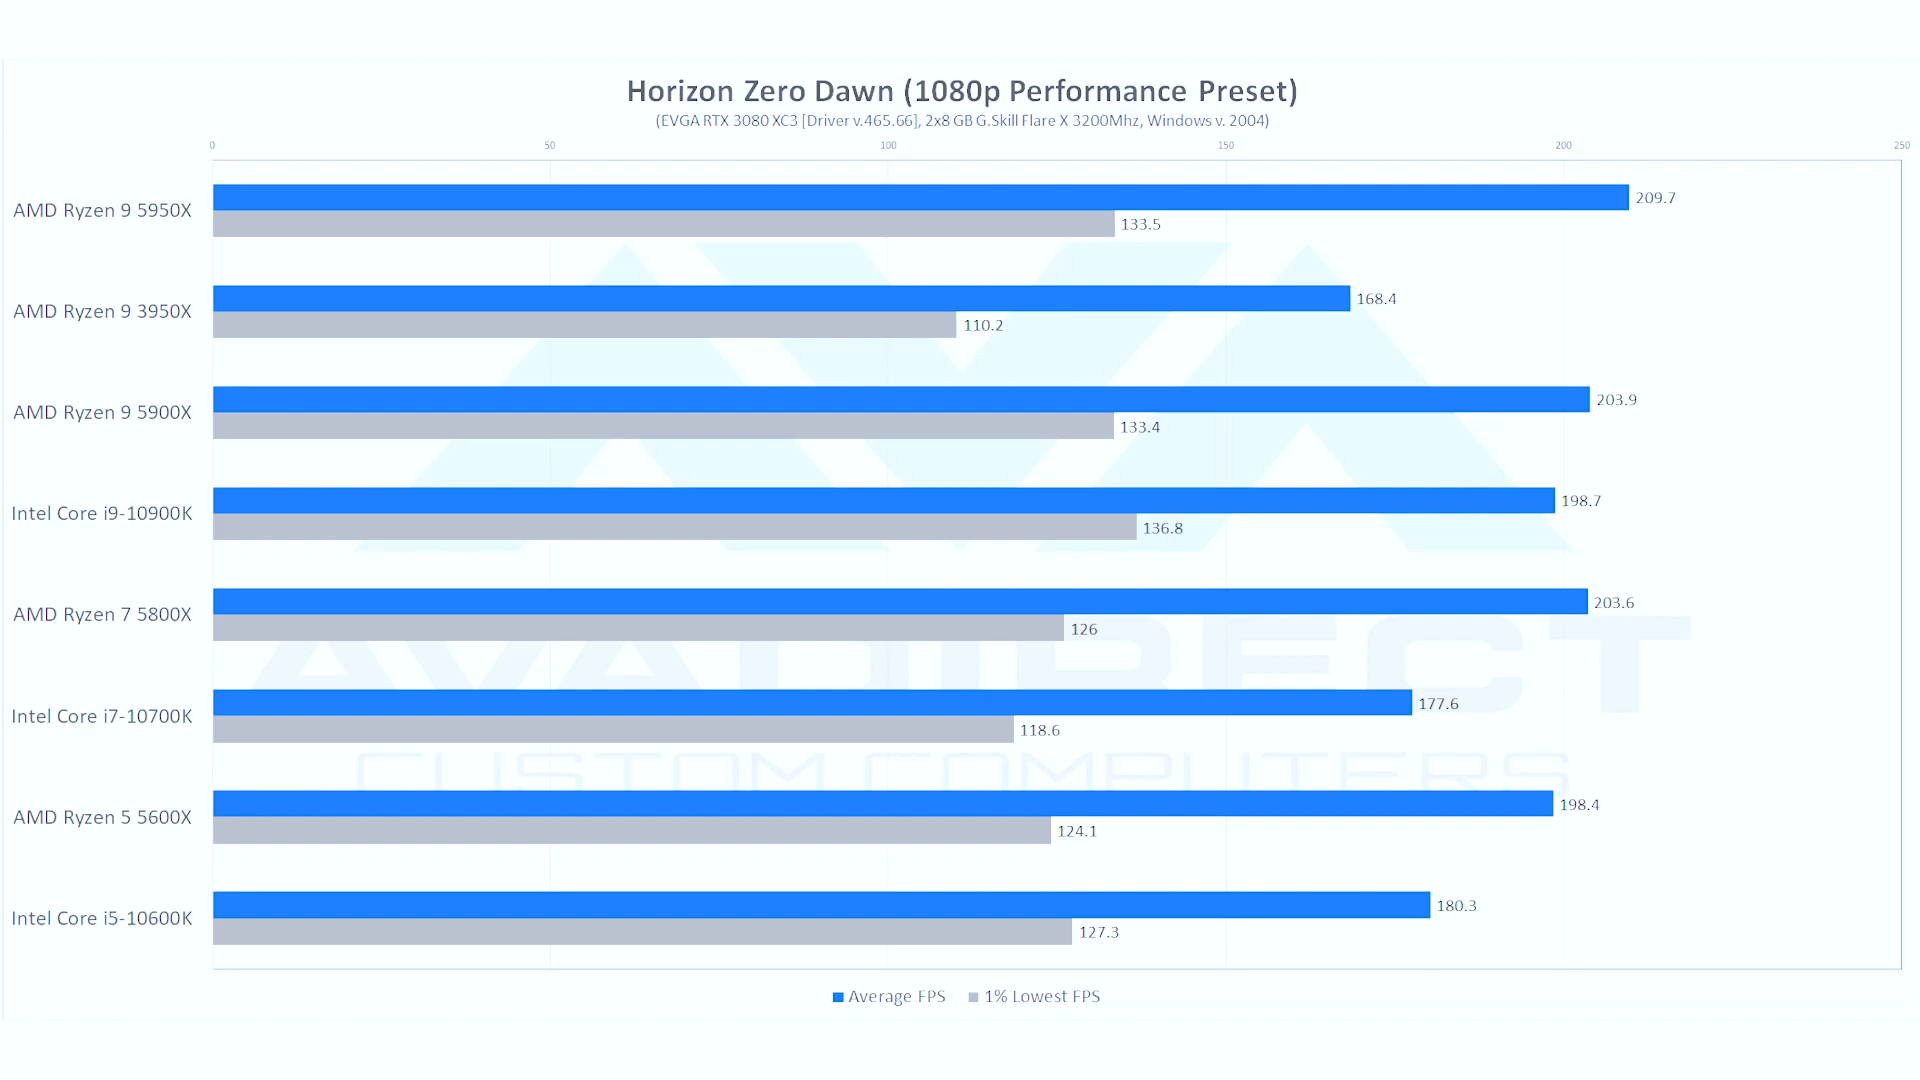 Horizon Zero Dawn (1080p Performance Preset)
(EVGA RTX 3080 XC3 [Driver v.465.66], 2x8 GB G.Skill Flare X 3200Mhz, Windows v. 2004)
0 50 100 150 200 250
AMD Ryzen 9 5950X 209.7
133.5
AMD Ryzen 9 3950X 168.4
110.2
AMD Ryzen 9 5900X 203.9
133.4
Intel Core i9-10900K 198.7
136.8
AMD Ryzen 7 5800X 203.6
126
Intel Core i7-10700K 177.6
118.6
AMD Ryzen 5 5600X 198.4
124.1
Intel Core i5-10600K 180.3
127.3
Average FPS 1% Lowest FPS
AVADIRECT
CUSTOM COMPUTERS